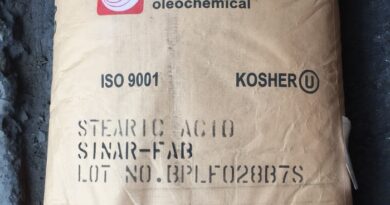 oleochemical
ISO 9001 KOSHER U
STEARIC ACID
SINAR-FAB
LOT NO.BPLF028B7S